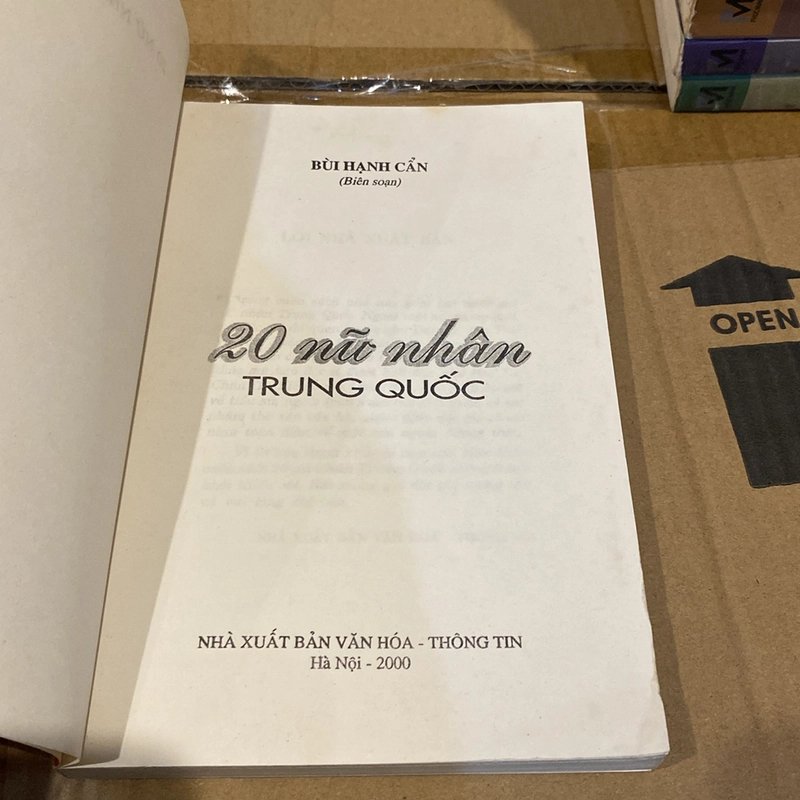 BÙI HẠNH CẨN
(Biên soạn)
20 nữ nhân
TRUNG QUỐC
NHÀ XUẤT BẢN VĂN HÓA - THÔNG TIN
Hà Nội - 2000
OPEN